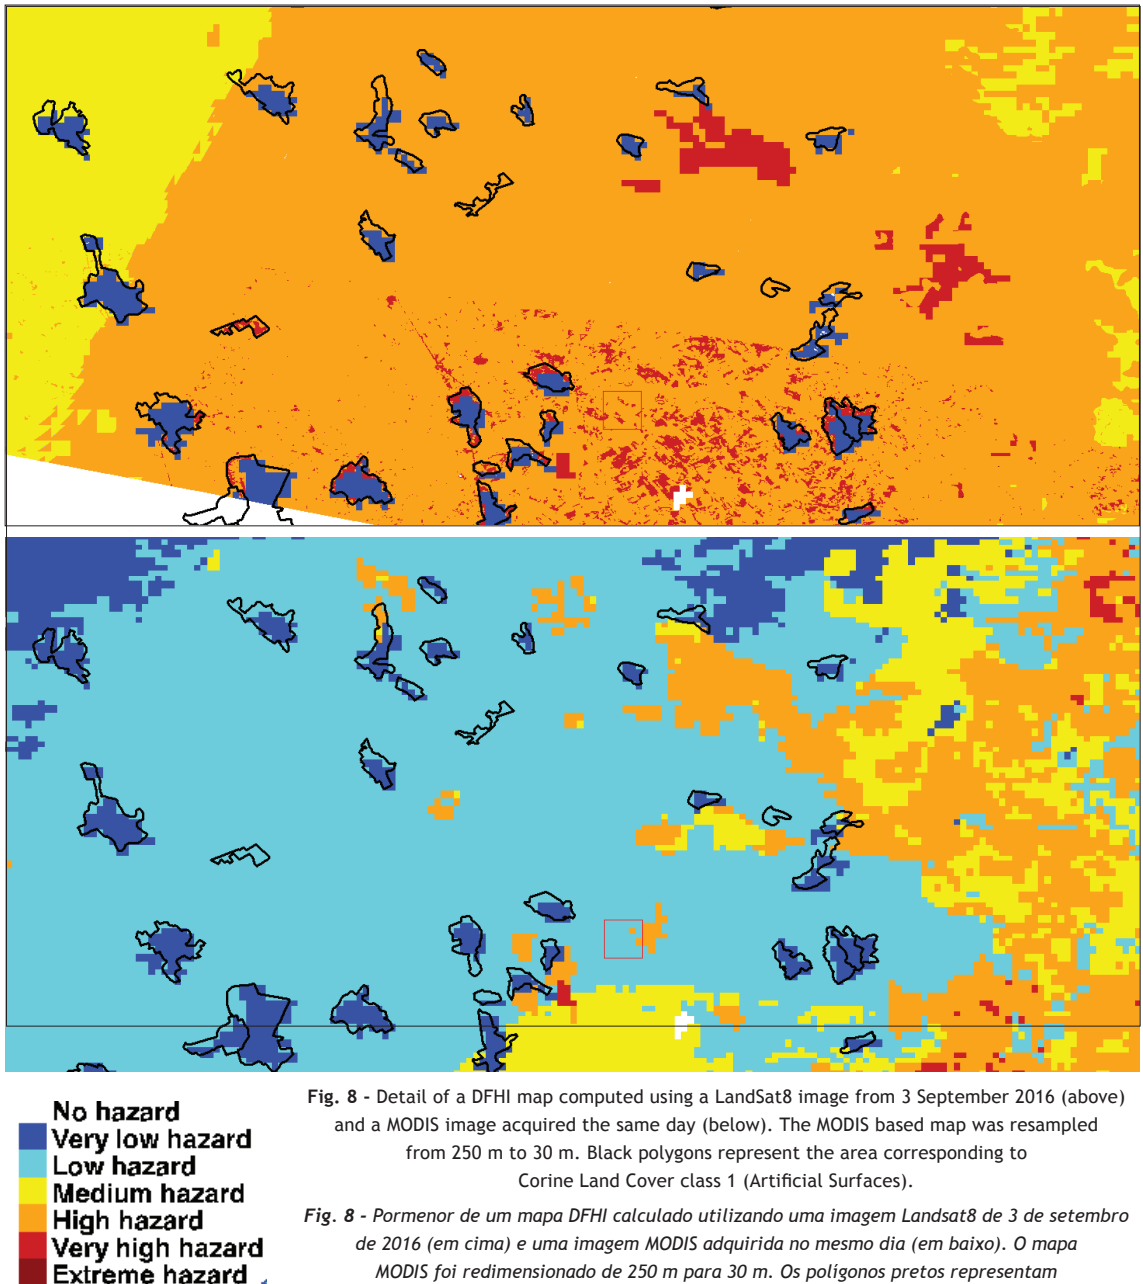 No hazard
Very low hazard
Low hazard
Medium hazard
High hazard
Very high hazard
Extreme hazard
Fig. 8 - Detail of a DFHI map computed using a LandSat8 image from 3 September 2016 (above)
and a MODIS image acquired the same day (below). The MODIS based map was resampled
from 250 m to 30 m. Black polygons represent the area corresponding to
Corine Land Cover class 1 (Artificial Surfaces).
Fig. 8 - Pormenor de um mapa DFHI calculado utilizando uma imagem Landsat8 de 3 de setembro
de 2016 (em cima) e uma imagem MODIS adquirida no mesmo dia (em baixo). O mapa
MODIS foi redimensionado de 250 m para 30 m. Os polígonos pretos representam